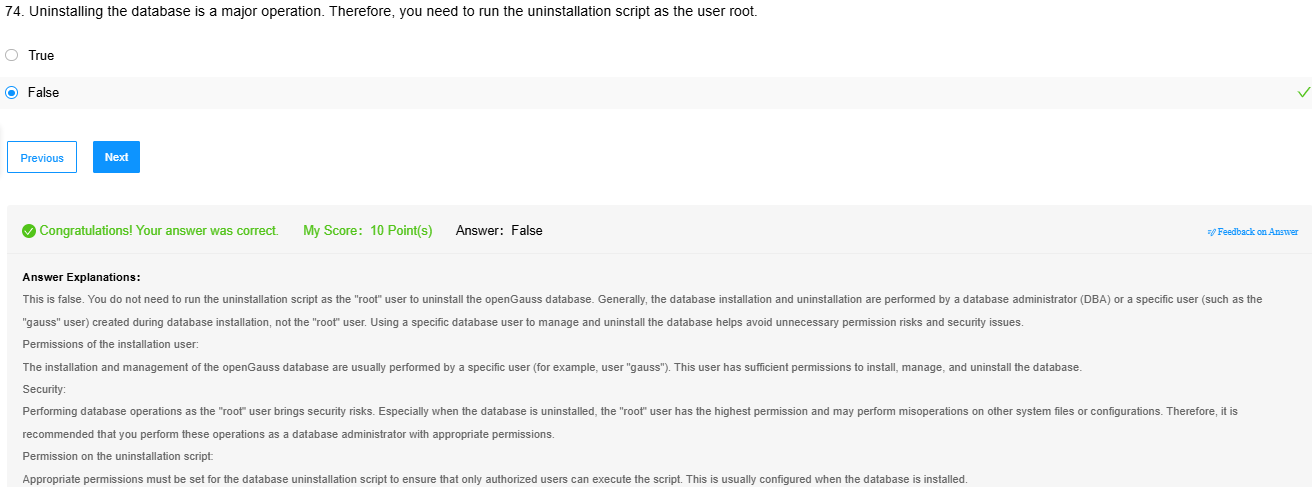 74. Uninstalling the database is a major operation. Therefore, you need to run the uninstallation script as the user root.
True
False
Previous
Next
Congratulations! Your answer was correct. My Score: 10 Point(s) Answer: False
Feedback on Answer
Answer Explanations:
This is false. You do not need to run the uninstallation script as the "root" user to uninstall the openGauss database. Generally, the database installation and uninstallation are performed by a database administrator (DBA) or a specific user (such as the
"gauss" user) created during database installation, not the "root" user. Using a specific database user to manage and uninstall the database helps avoid unnecessary permission risks and security issues.
Permissions of the installation user:
The installation and management of the openGauss database are usually performed by a specific user (for example, user "gauss"). This user has sufficient permissions to install, manage, and uninstall the database.
Security:
Performing database operations as the "root" user brings security risks. Especially when the database is uninstalled, the "root" user has the highest permission and may perform misoperations on other system files or configurations. Therefore, it is
recommended that you perform these operations as a database administrator with appropriate permissions.
Permission on the uninstallation script:
Appropriate permissions must be set for the database uninstallation script to ensure that only authorized users can execute the script. This is usually configured when the database is installed.